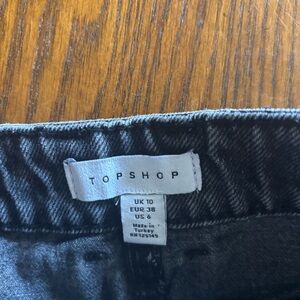 TOPSHOP
UK 10
EUR 38
US 6
Made in
Turkey